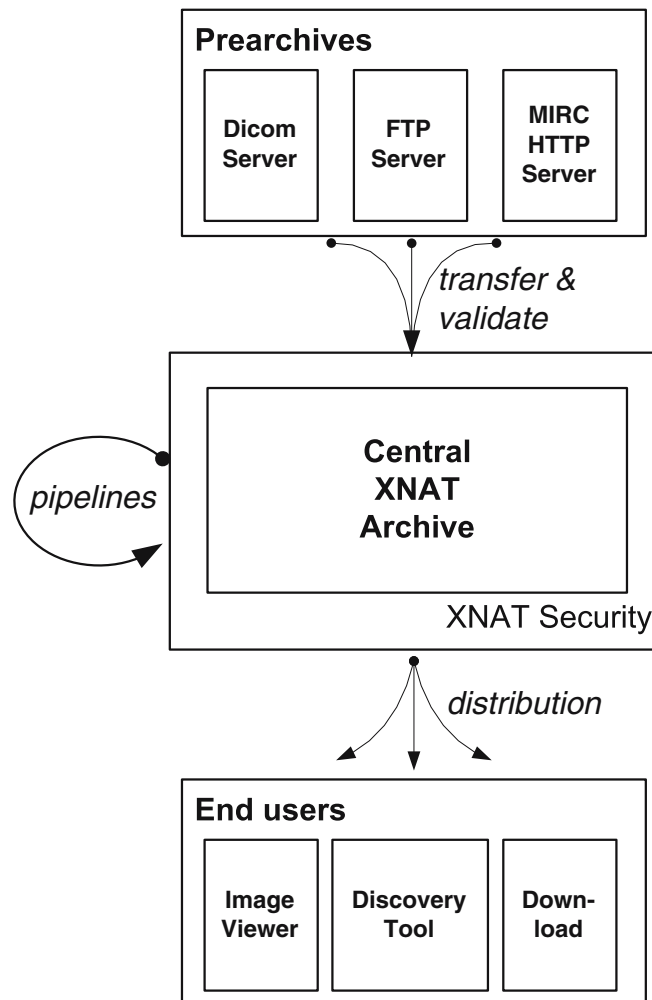 Prearchives
Dicom
Server
FTP
Server
MIRC
HTTP
Server
transfer &
validate
pipelines
Central
XNAT
Archive
XNAT Security
distribution
End users
Image
Viewer
Discovery
Tool
Down-
load